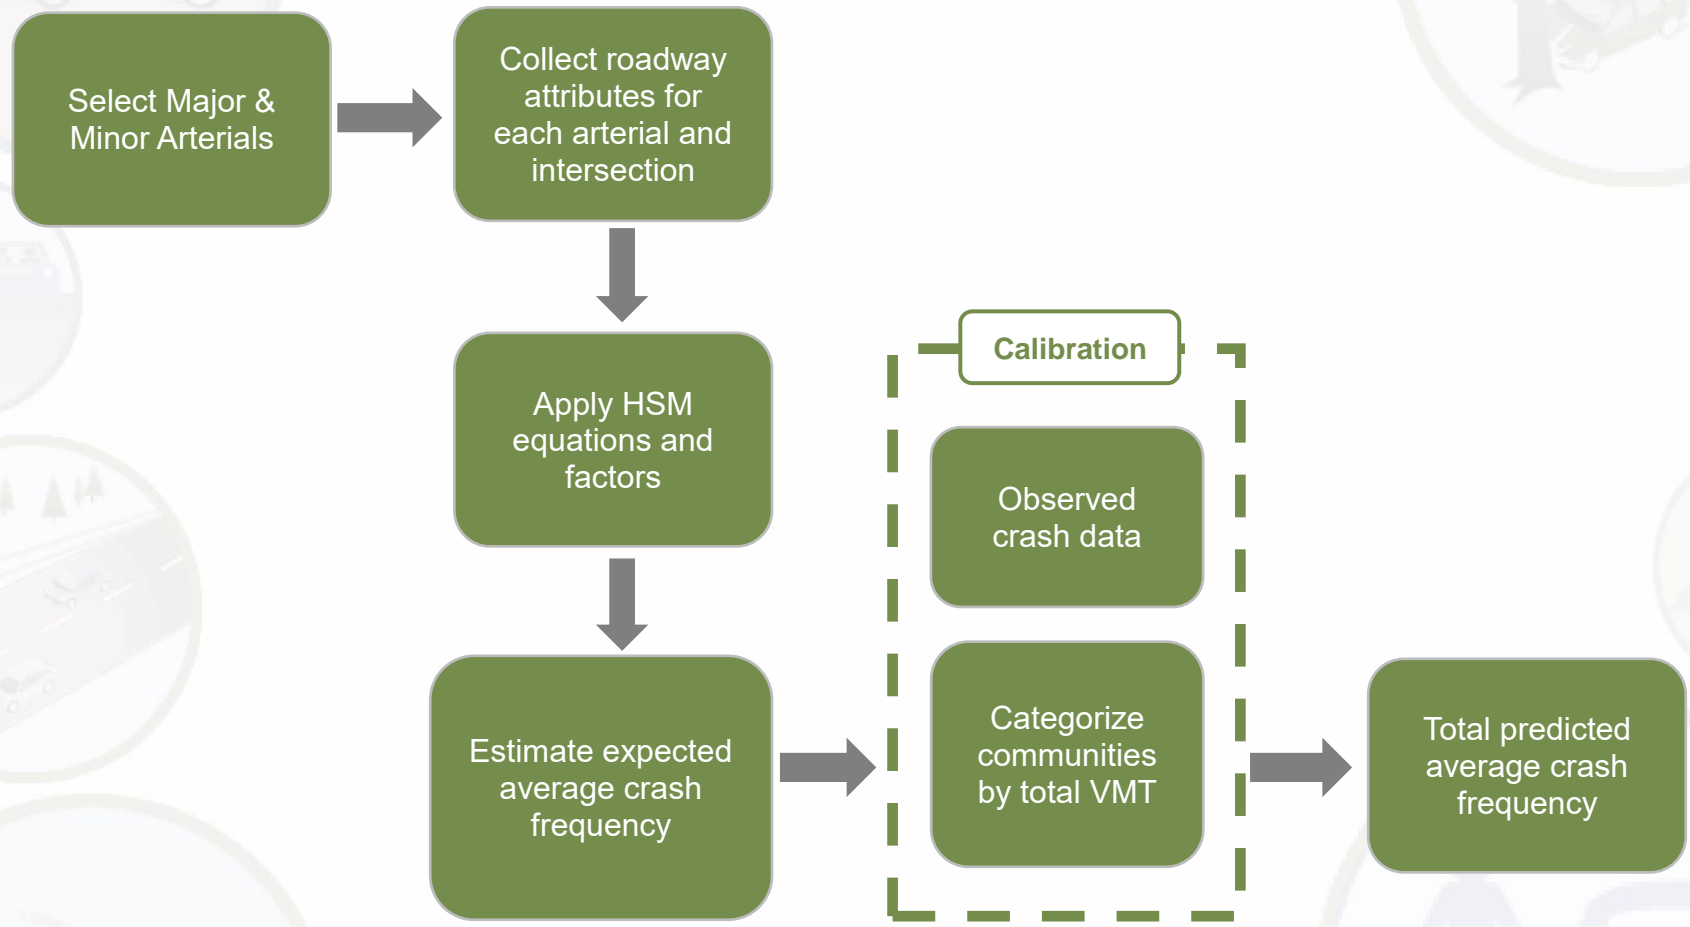 Select Major &
Minor Arterials
Collect roadway
attributes for
each arterial and
intersection
Apply HSM
equations and
factors
Estimate expected
average crash
frequency
Calibration
Observed
crash data
Categorize
communities
by total VMT
Total predicted
average crash
frequency